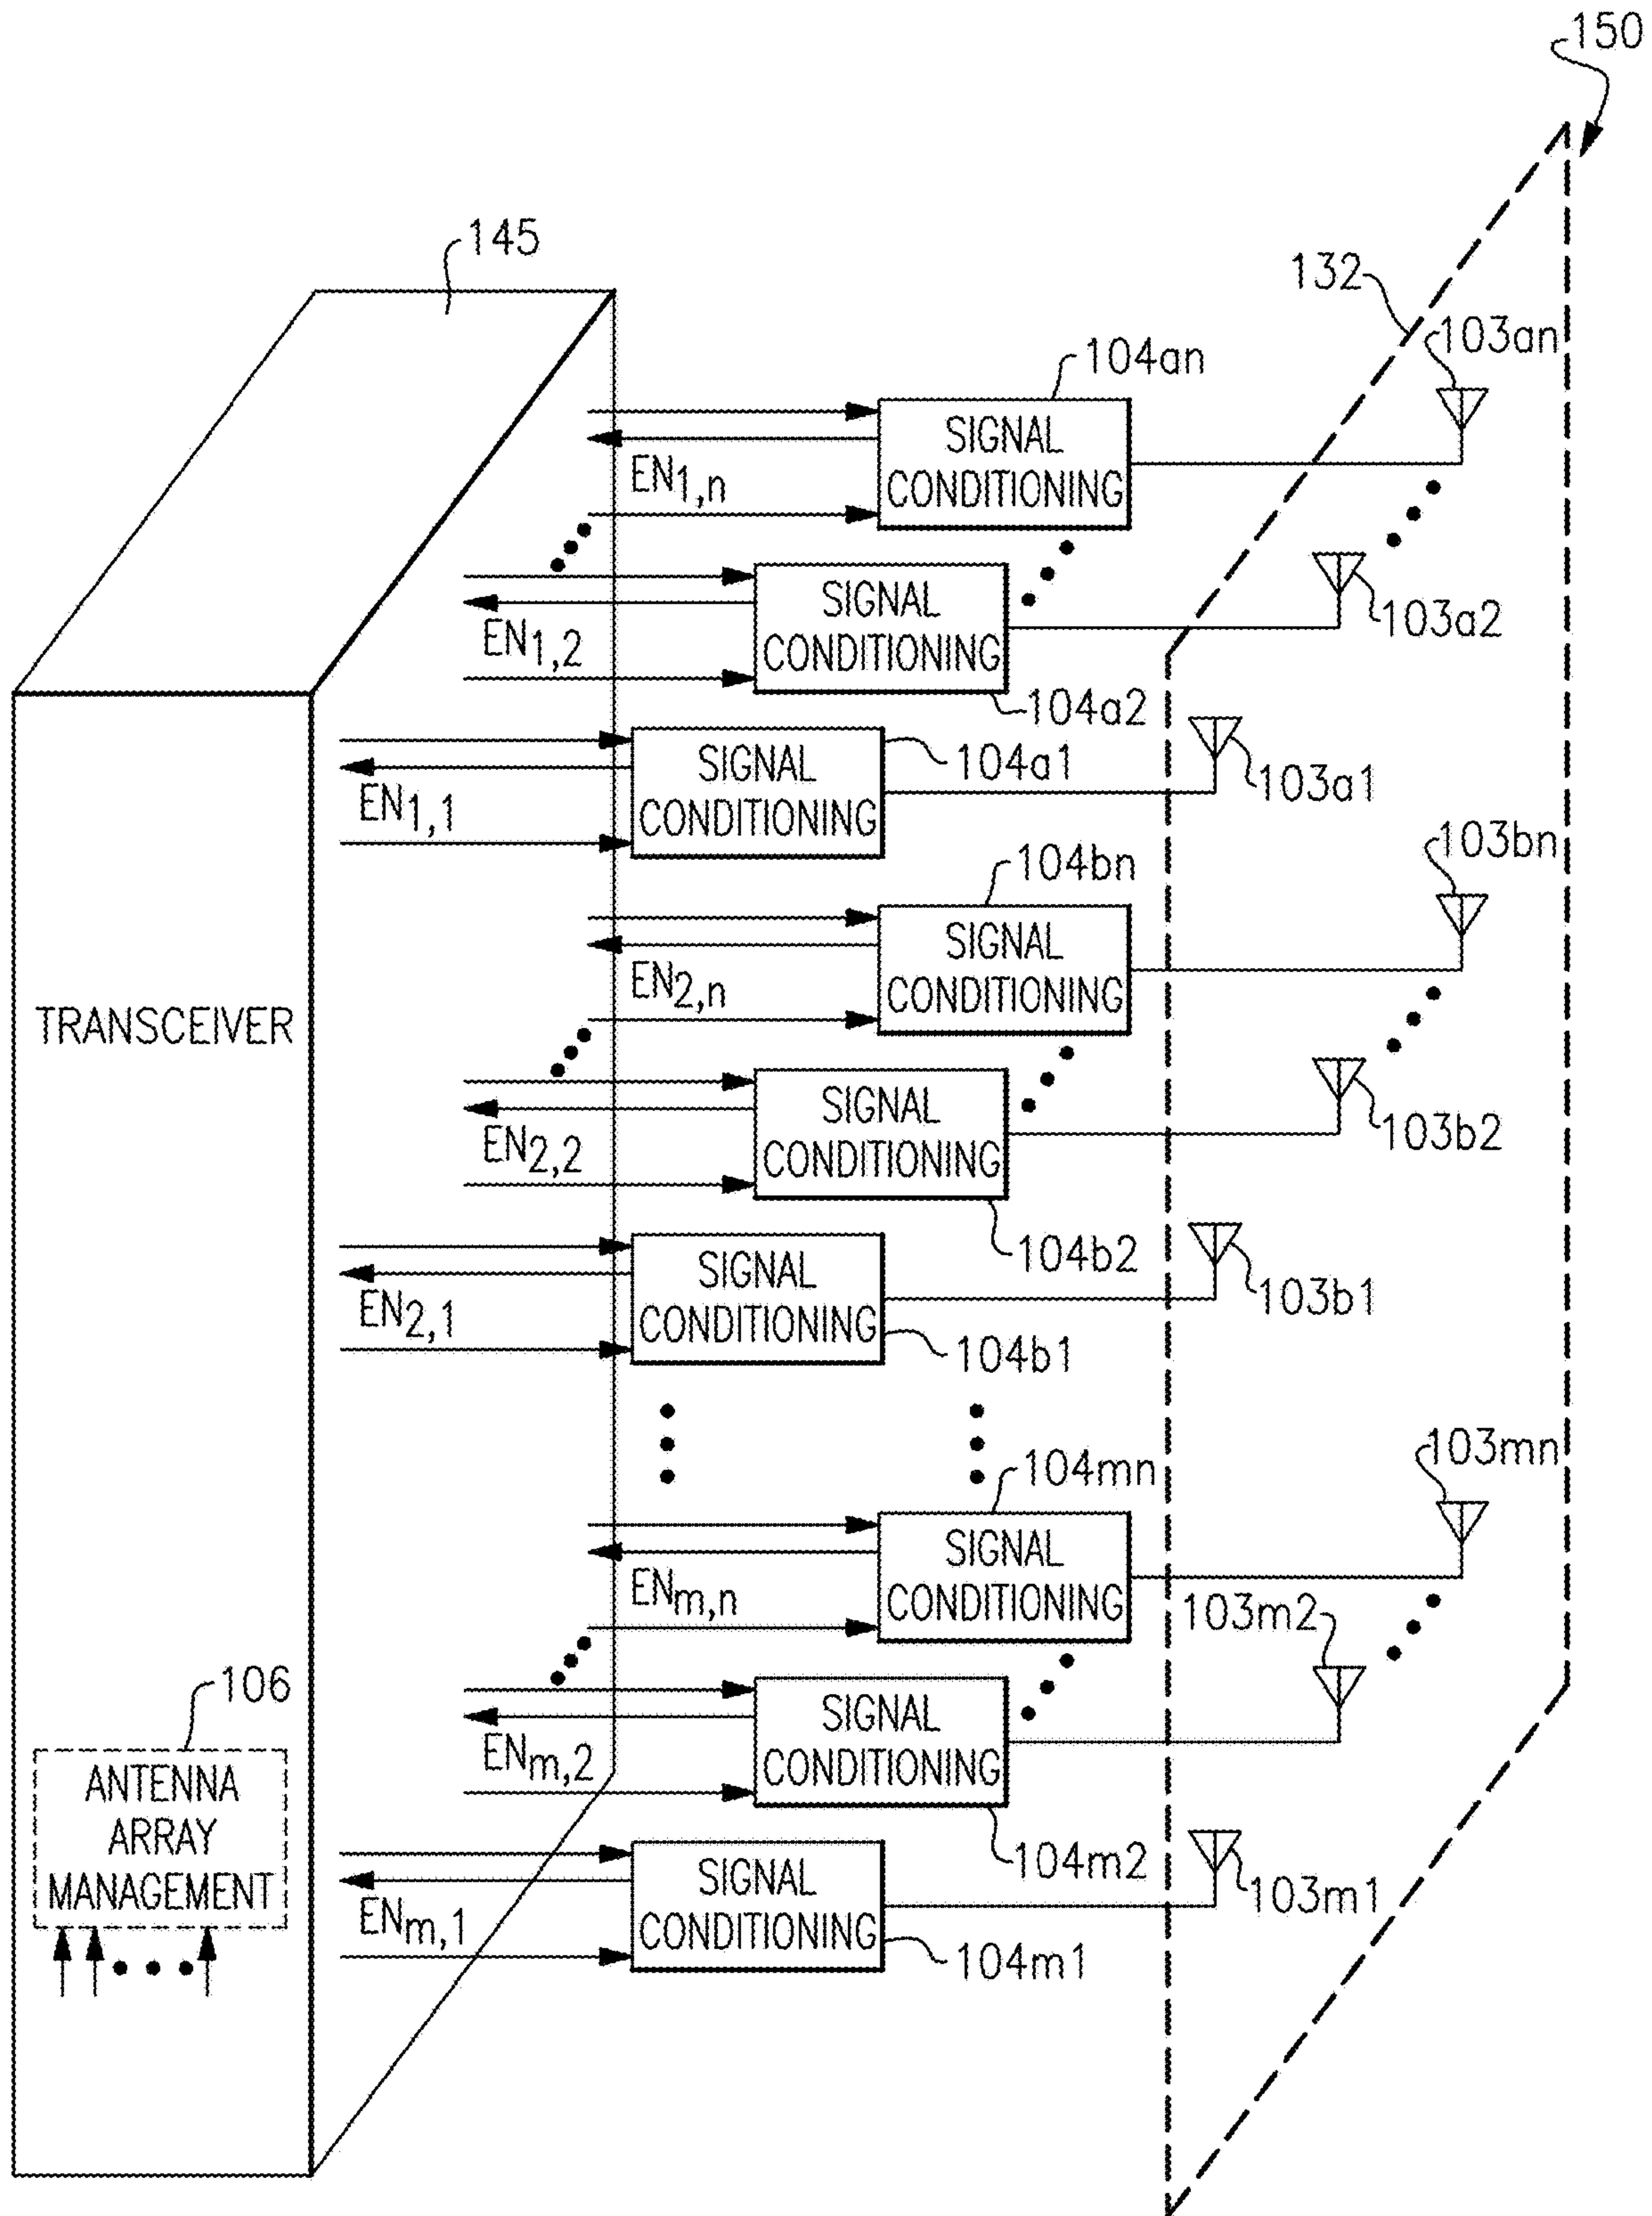 150
145
132
103an
104an
SIGNAL
CONDITIONING
EN1,n
SIGNAL
CONDITIONING
EN1,2
103a2
104a2
SIGNAL
CONDITIONING
EN1,1
104a1
103a1
103bn
104bn
SIGNAL
CONDITIONING
EN2,n
TRANSCEIVER
SIGNAL
CONDITIONING
EN2,2
103b2
104b2
SIGNAL
CONDITIONING
EN2,1
103b1
104b1
103mn
104mn
SIGNAL
CONDITIONING
ENm,n
103m2
106
SIGNAL
CONDITIONING
ENm,2
ANTENNA
ARRAY
MANAGEMENT
104m2
SIGNAL
CONDITIONING
ENm,1
103m1
104m1